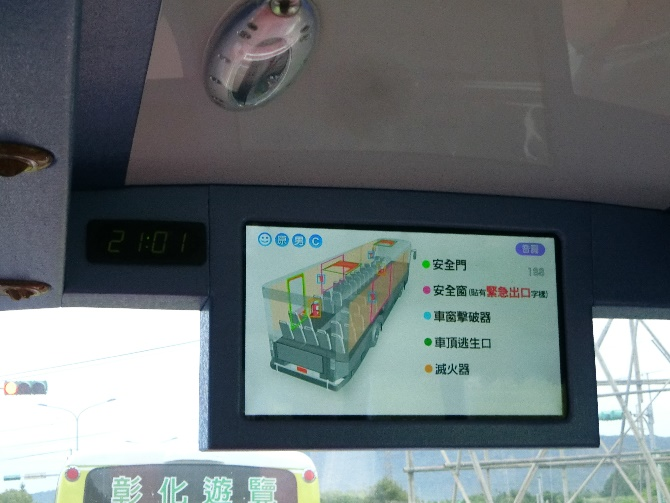 21:01
安全門
安全窗(貼有緊急出口字樣)
車窗擊破器
車頂逃生口
滅火器
彰化遊覽